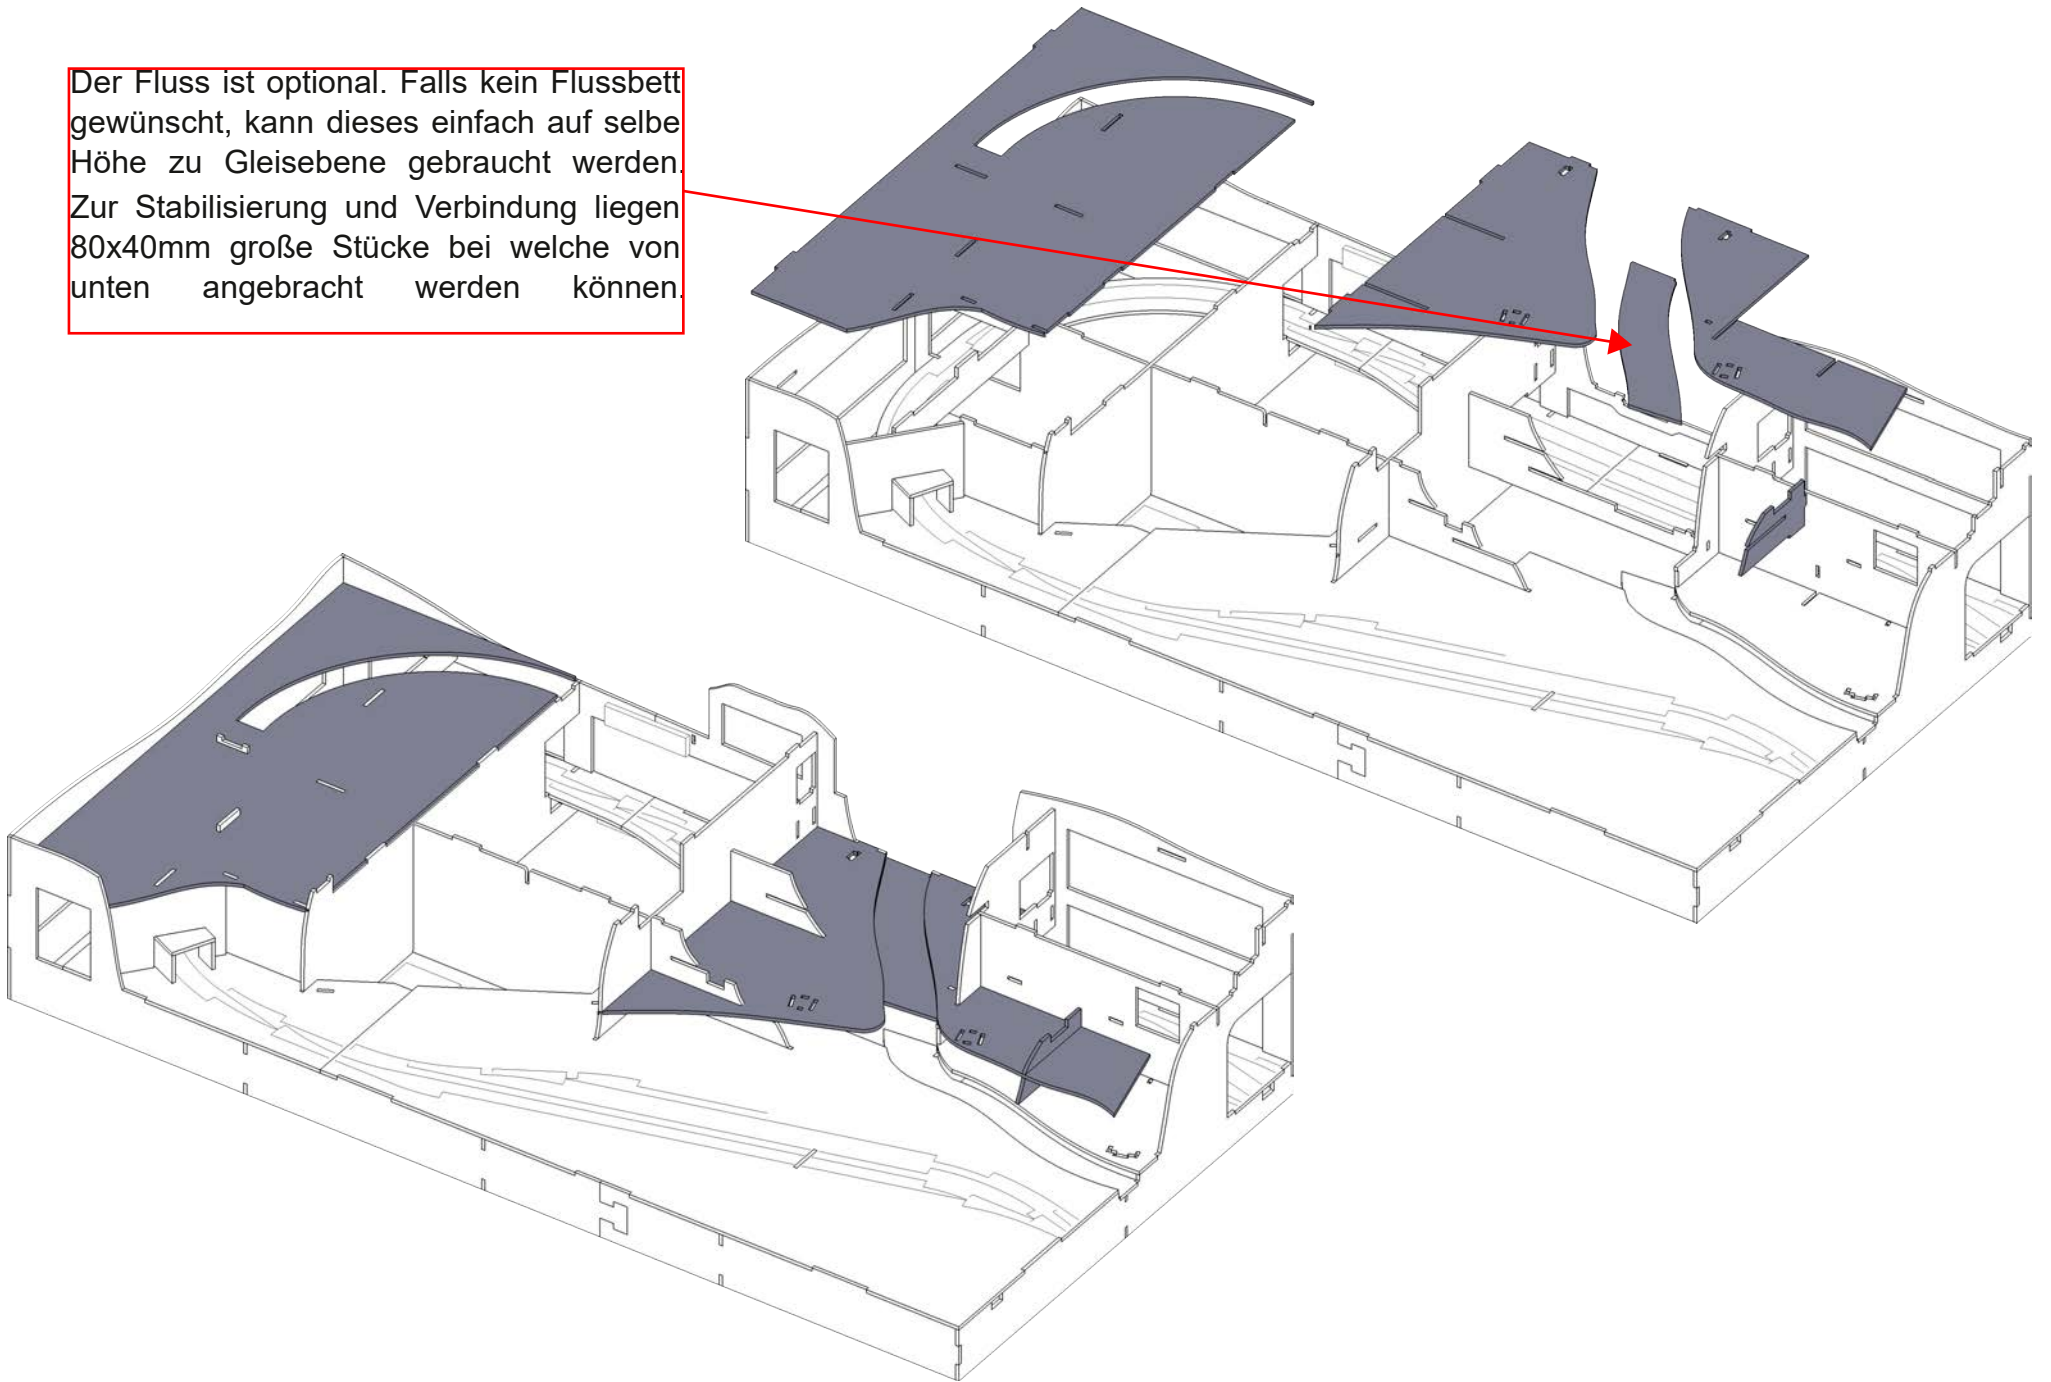 Der Fluss ist optional. Falls kein Flussbett
gewünscht, kann dieses einfach auf selbe
Höhe zu Gleisebene gebraucht werden.
Zur Stabilisierung und Verbindung liegen
80x40mm große Stücke bei welche von
unten angebracht werden können.